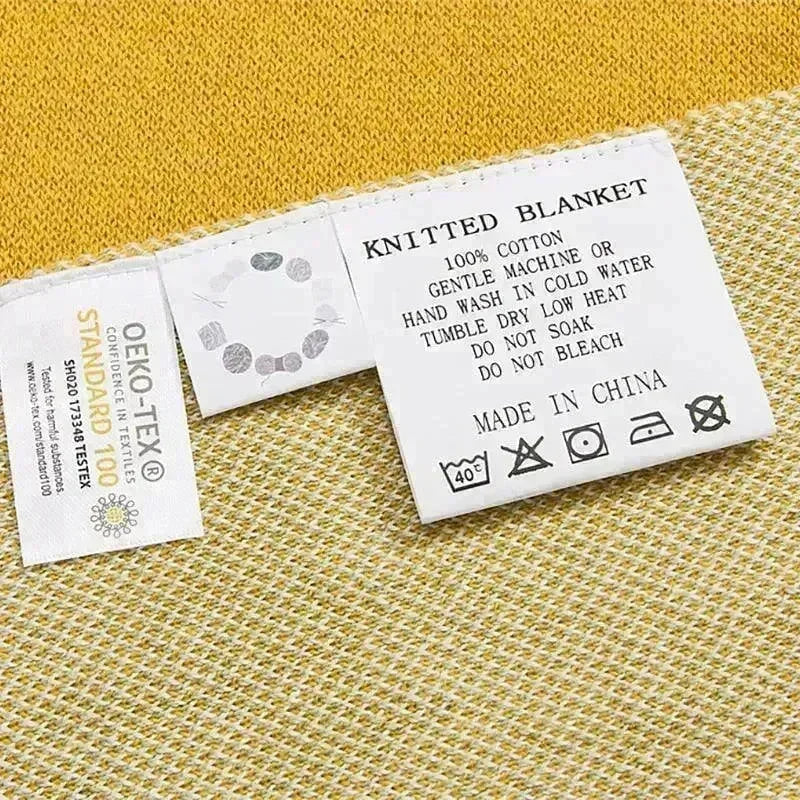 OEKO-TEX®
CONFIDENCE IN TEXTILES
STANDARD 100
SH020 173348 TESTEX
Tested for harmful substances.
www.oeko-tex.com/standard100
KNITTED BLANKET
100% COTTON
GENTLE MACHINE OR
HAND WASH IN COLD WATER
TUMBLE DRY LOW HEAT
DO NOT SOAK
DO NOT BLEACH
MADE IN CHINA
40℃